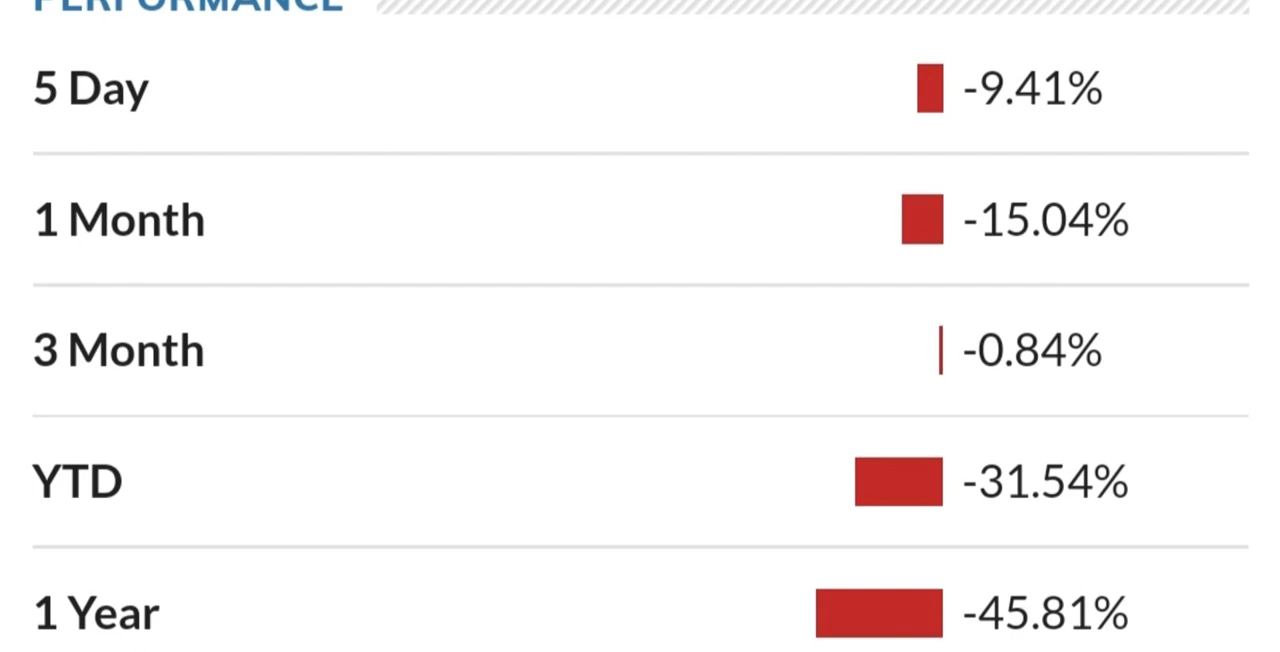 PERFORMANCE
5 Day -9.41%
1 Month -15.04%
3 Month -0.84%
YTD -31.54%
1 Year -45.81%